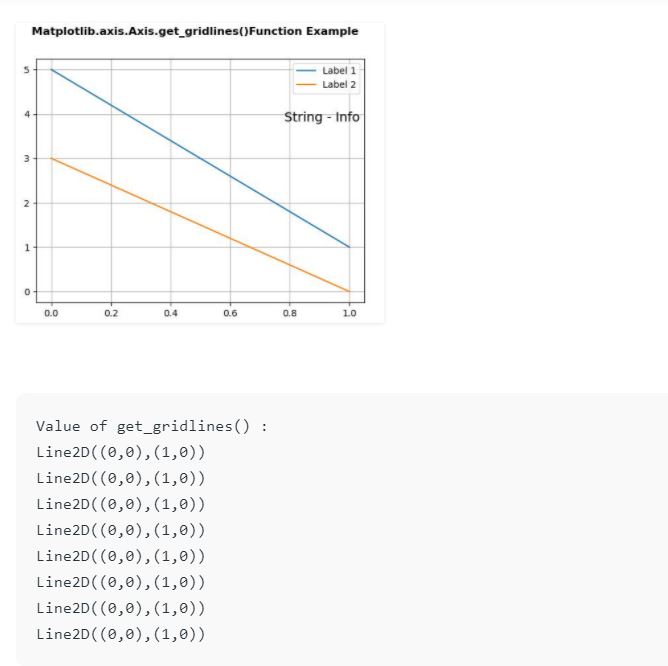 Matplotlib.axis.Axis.get_gridlines()Function Example
Label 1
Label 2
String - Info
5
4
3
2
1
0
0.0 0.2 0.4 0.6 0.8 1.0
Value of get_gridlines() :
Line2D((0,0),(1,0))
Line2D((0,0),(1,0))
Line2D((0,0),(1,0))
Line2D((0,0),(1,0))
Line2D((0,0),(1,0))
Line2D((0,0),(1,0))
Line2D((0,0),(1,0))
Line2D((0,0),(1,0))